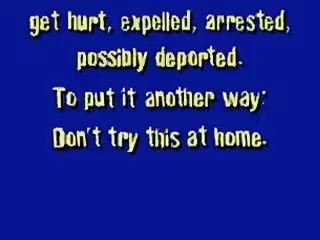 get hurt, expelled, arrested,
possibly deported.
To put it another way:
Don't try this at home.